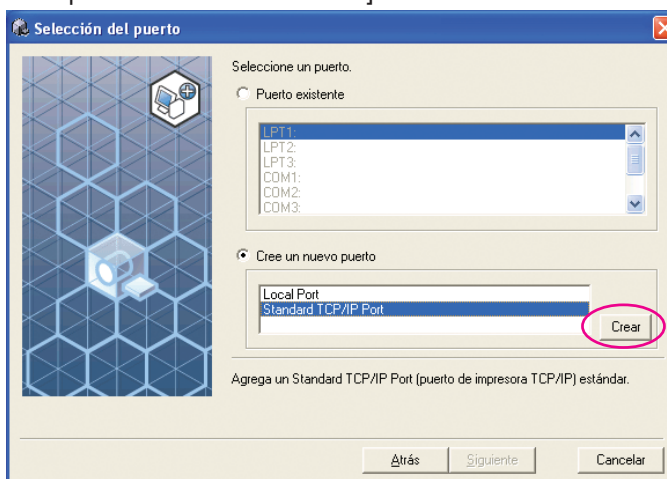 Selección del puerto
Seleccione un puerto.
Puerto existente
LPT1:
LPT2:
LPT3:
COM1:
COM2:
COM3:
Cree un nuevo puerto
Local Port
Standard TCP/IP Port
Crear
Agrega un Standard TCP/IP Port (puerto de impresora TCP/IP) estándar.
Atrás Siguiente Cancelar